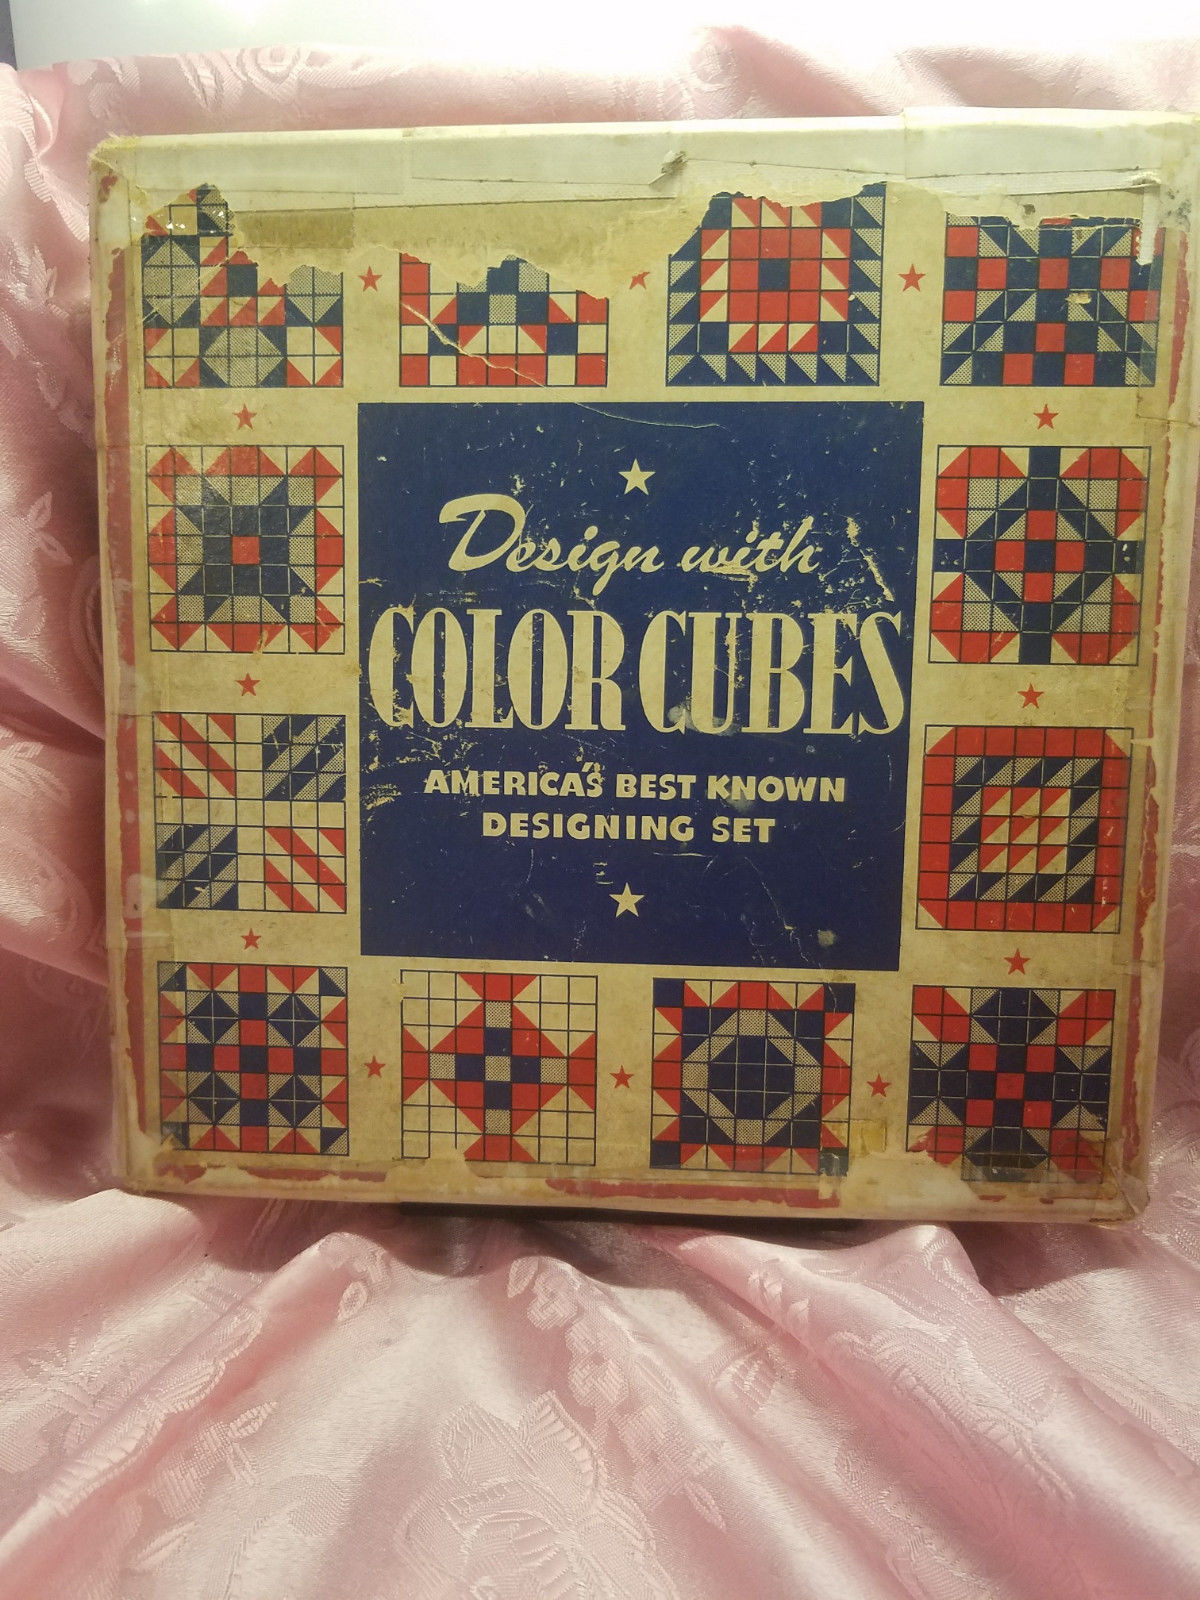 Design with
COLOR CUBES
AMERICA'S BEST KNOWN
DESIGNING SET